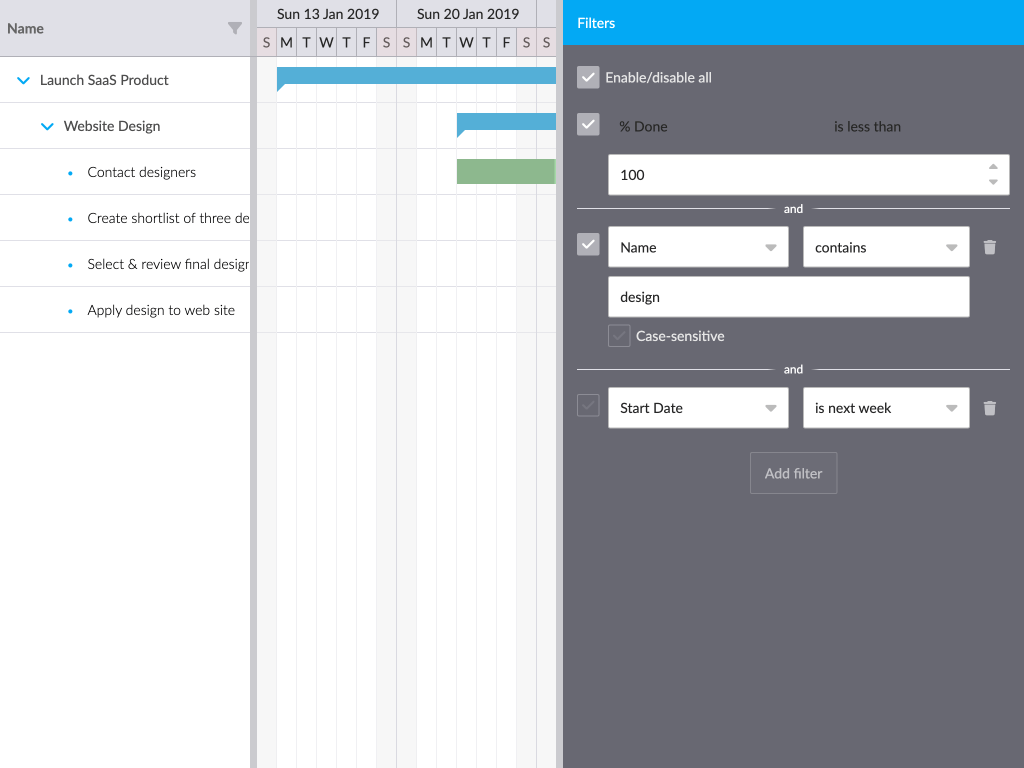 Name
Sun 13 Jan 2019 Sun 20 Jan 2019
S M T W T F S S M T W T F S S
Launch SaaS Product
Website Design
Contact designers
Create shortlist of three de
Select & review final design
Apply design to web site
Filters
Enable/disable all
% Done is less than
100
and
Name contains
design
Case-sensitive
and
Start Date is next week
Add filter